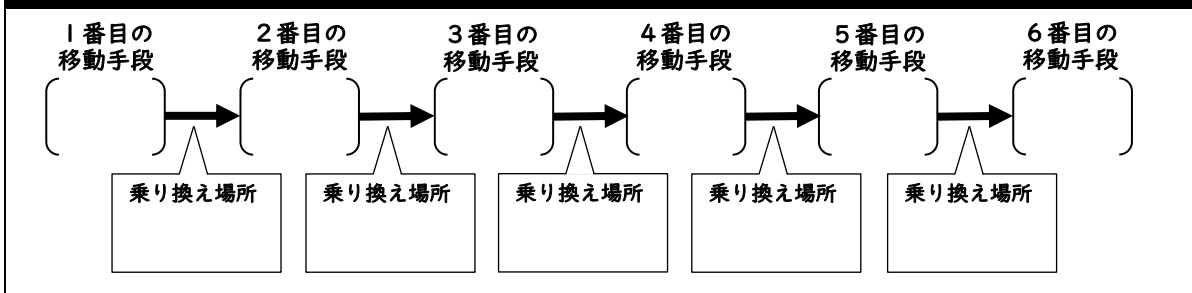 1番目の
移動手段
2番目の
移動手段
3番目の
移動手段
4番目の
移動手段
5番目の
移動手段
6番目の
移動手段
乗り換え場所
乗り換え場所
乗り換え場所
乗り換え場所
乗り換え場所